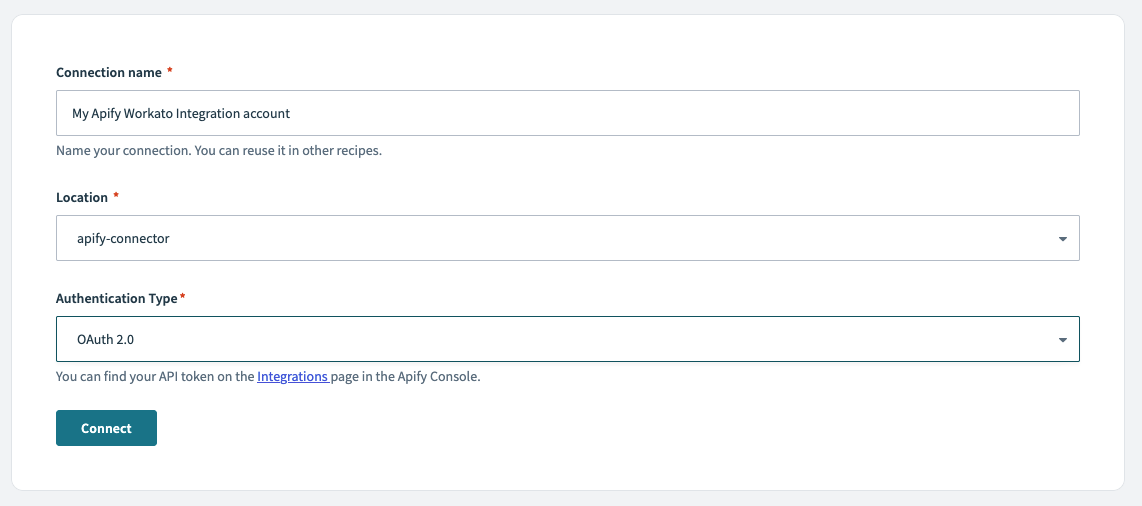 Connection name *
My Apify Workato Integration account
Name your connection. You can reuse it in other recipes.
Location *
apify-connector
Authentication Type*
OAuth 2.0
You can find your API token on the Integrations page in the Apify Console.
Connect